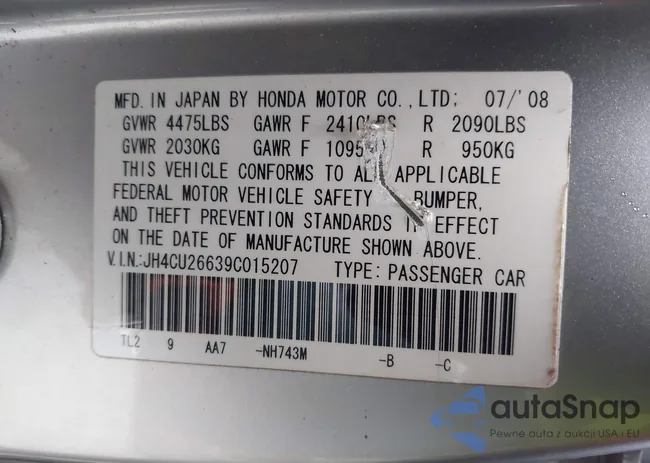 MFD. IN JAPAN BY HONDA MOTOR CO., LTD; 07/'08
GVWR 4475LBS GAWR F 2410LBS R 2090LBS
GVWR 2030KG GAWR F 1095 R 950KG
THIS VEHICLE CONFORMS TO ALL APPLICABLE
FEDERAL MOTOR VEHICLE SAFETY BUMPER,
AND THEFT PREVENTION STANDARDS IN EFFECT
ON THE DATE OF MANUFACTURE SHOWN ABOVE.
V.I.N.:JH4CU26639C015207 TYPE: PASSENGER CAR
TL2 9 AA7 -NH743M -B -C
autaSnap
Pewne auta z aukcji USA i EU